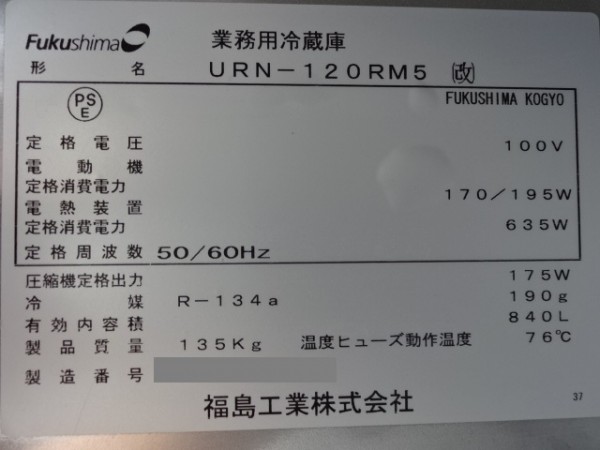 Fukushima 業務用冷蔵庫
形名 URN-120RM5 改
PS E FUKUSHIMA KOGYO
定格電圧 100V
電動機
定格消費電力 170/195W
電熱装置
定格消費電力 635W
定格周波数 50/60Hz
圧縮機定格出力 175W
冷媒 R-134a 190g
有効内容積 840L
製品質量 135Kg 温度ヒューズ動作温度 76℃
製造番号
福島工業株式会社
37